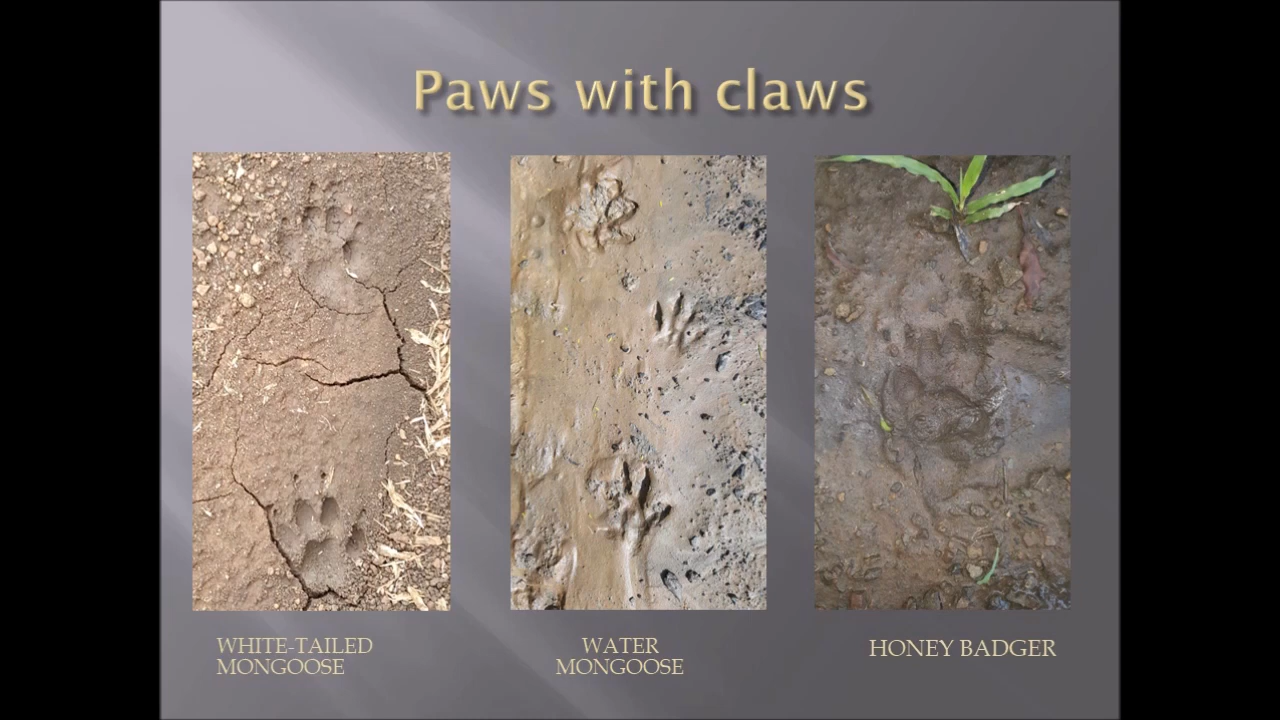 Paws with claws
WHITE-TAILED
MONGOOSE
WATER
MONGOOSE
HONEY BADGER